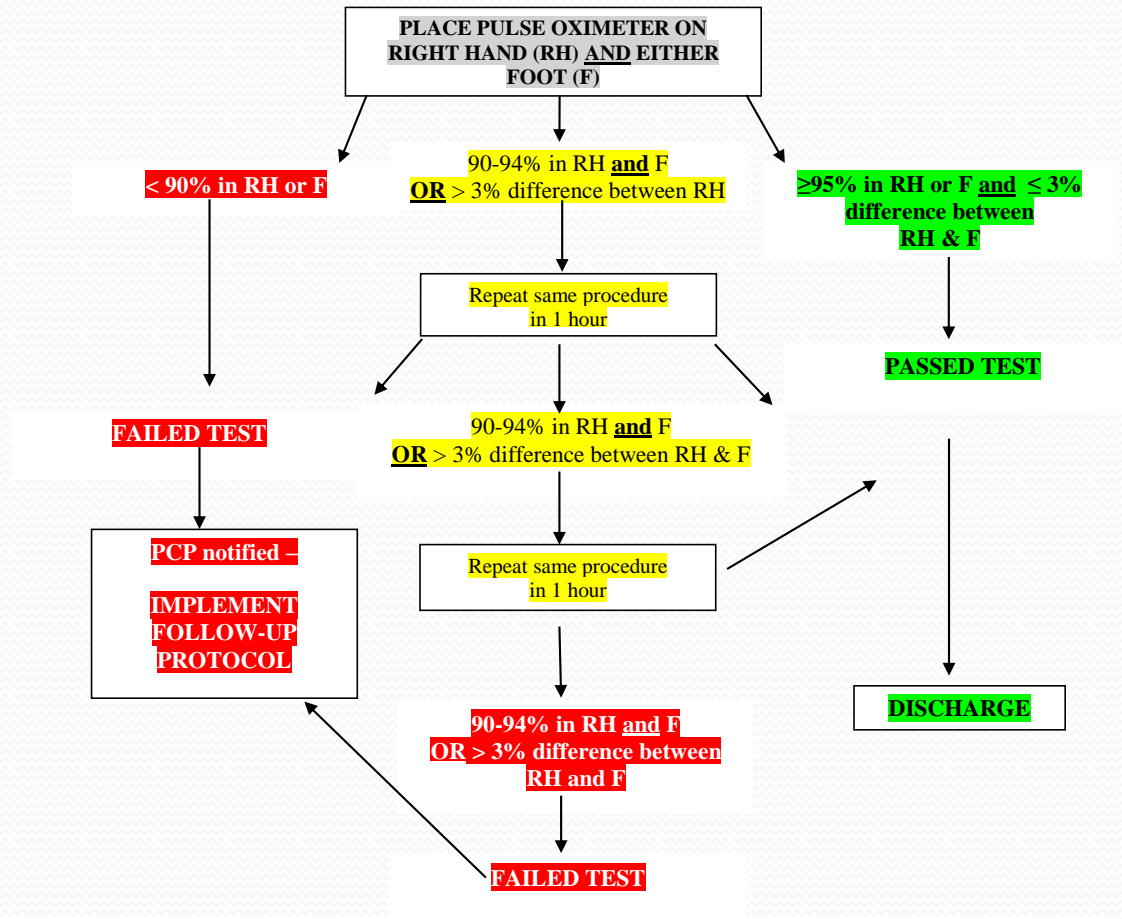 PLACE PULSE OXIMETER ON
RIGHT HAND (RH) AND EITHER
FOOT (F)
< 90% in RH or F
90-94% in RH and F
OR > 3% difference between RH
≥95% in RH or F and ≤ 3%
difference between
RH & F
Repeat same procedure
in 1 hour
PASSED TEST
FAILED TEST
90-94% in RH and F
OR > 3% difference between RH & F
PCP notified –
IMPLEMENT
FOLLOW-UP
PROTOCOL
Repeat same procedure
in 1 hour
90-94% in RH and F
OR > 3% difference between
RH and F
DISCHARGE
FAILED TEST